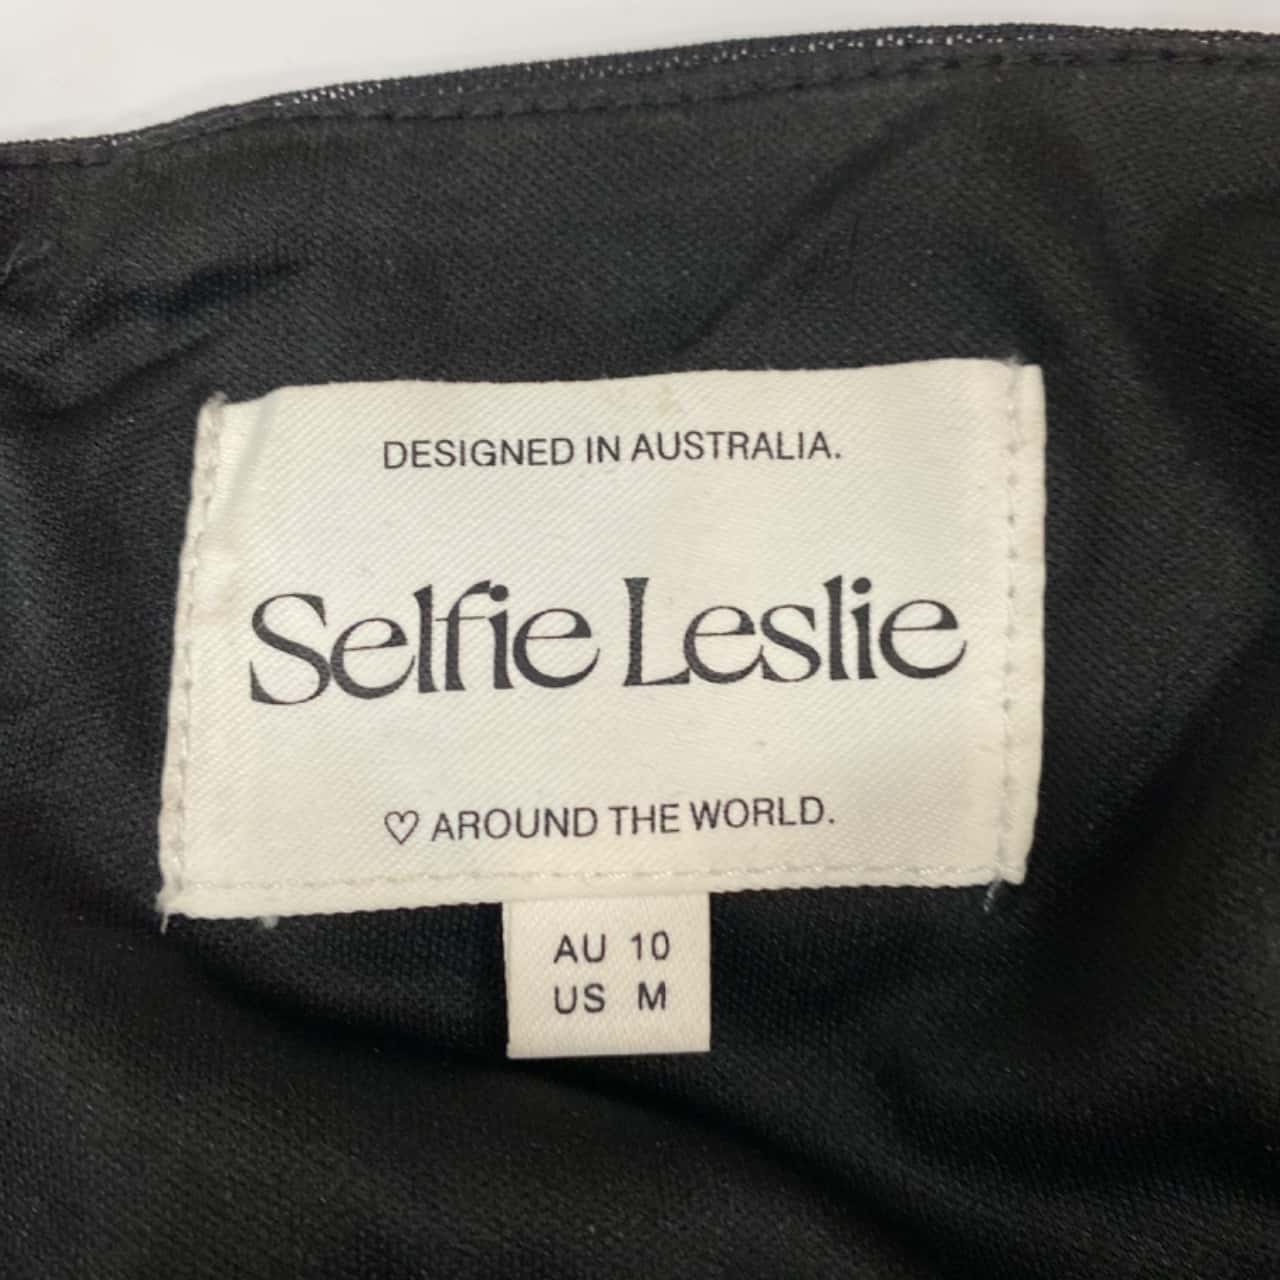 DESIGNED IN AUSTRALIA.
Selfie Leslie
♡ AROUND THE WORLD.
AU 10
US M